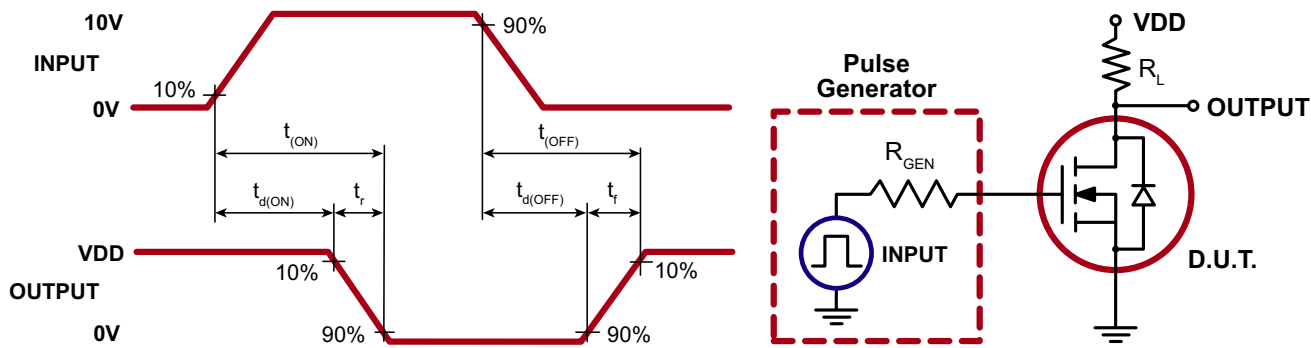 10V
INPUT
0V
10%
90%
t(ON)
t(OFF)
td(ON)
tr
td(OFF)
tf
VDD
OUTPUT
0V
10%
90%
90%
10%
Pulse
Generator
RGEN
INPUT
VDD
RL
OUTPUT
D.U.T.